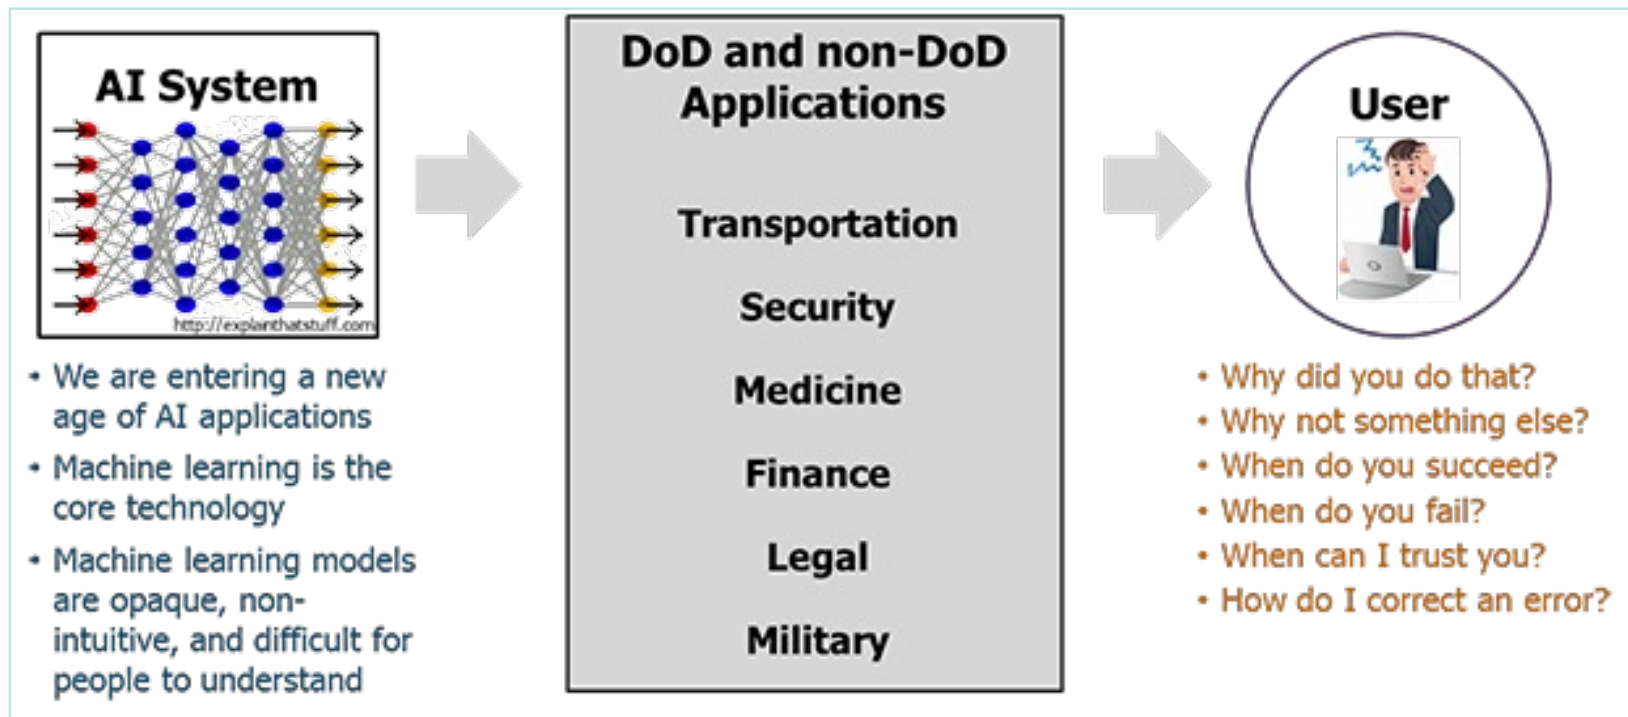 AI System
http://explainthatstuff.com
• We are entering a new
age of AI applications
• Machine learning is the
core technology
• Machine learning models
are opaque, non-
intuitive, and difficult for
people to understand
DoD and non-DoD
Applications
Transportation
Security
Medicine
Finance
Legal
Military
User
• Why did you do that?
• Why not something else?
• When do you succeed?
• When do you fail?
• When can I trust you?
• How do I correct an error?